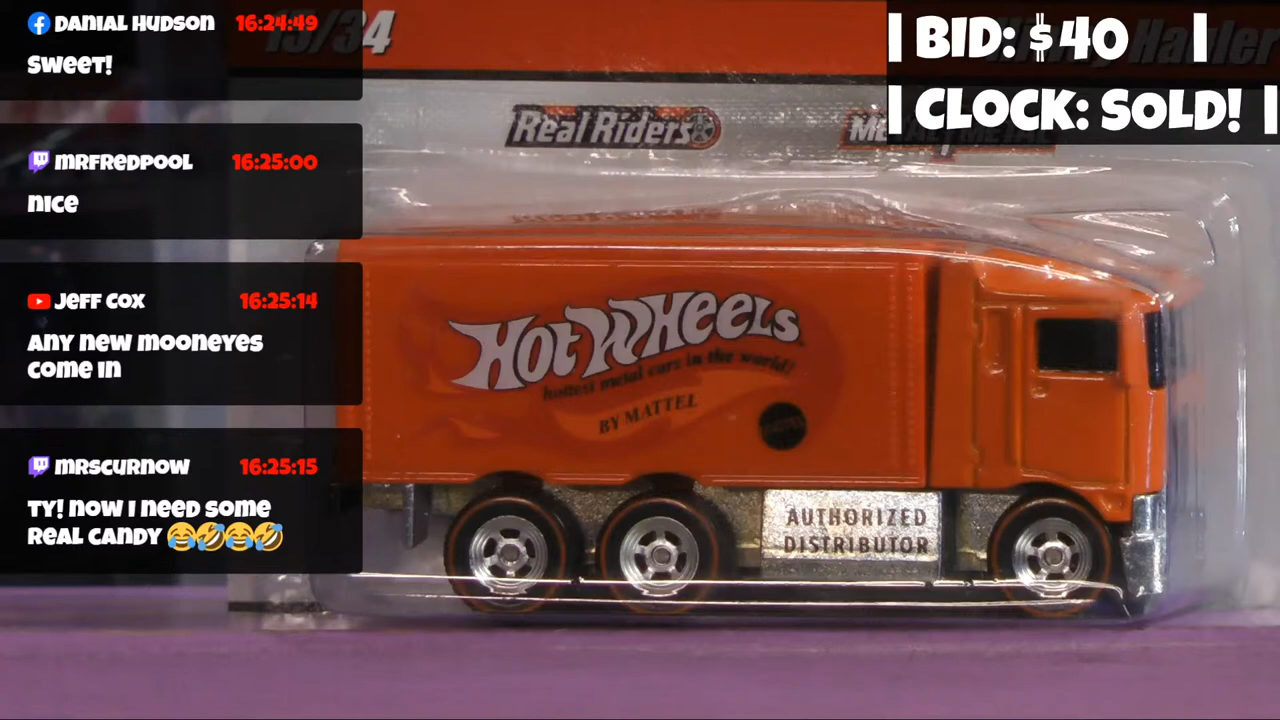 DANIAL HUDSON 16:24:49
SWEET!
MRFREDPOOL 16:25:00
NICE
JEFF COX 16:25:14
ANY NEW MOONEYES
COME IN
MRSCURNOW 16:25:15
TY! NOW I NEED SOME
REAL CANDY 😂🤣😂🤣
| BID: $40 |
| CLOCK: SOLD! |
13/34
Real Riders
HOT WHEELS
hottest metal cars in the world!
BY MATTEL
AUTHORIZED
DISTRIBUTOR